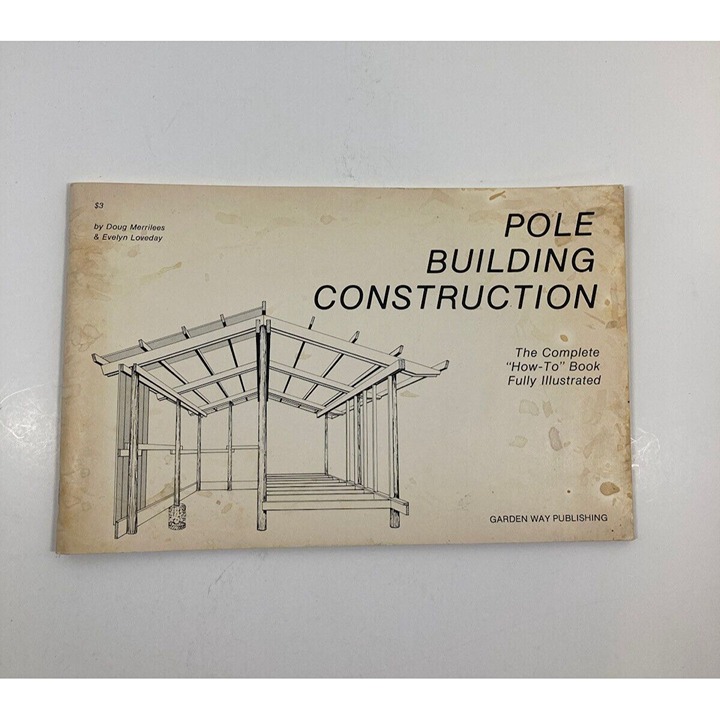 $3
by Doug Merrilees
& Evelyn Loveday
POLE
BUILDING
CONSTRUCTION
The Complete
"How-To" Book
Fully Illustrated
GARDEN WAY PUBLISHING